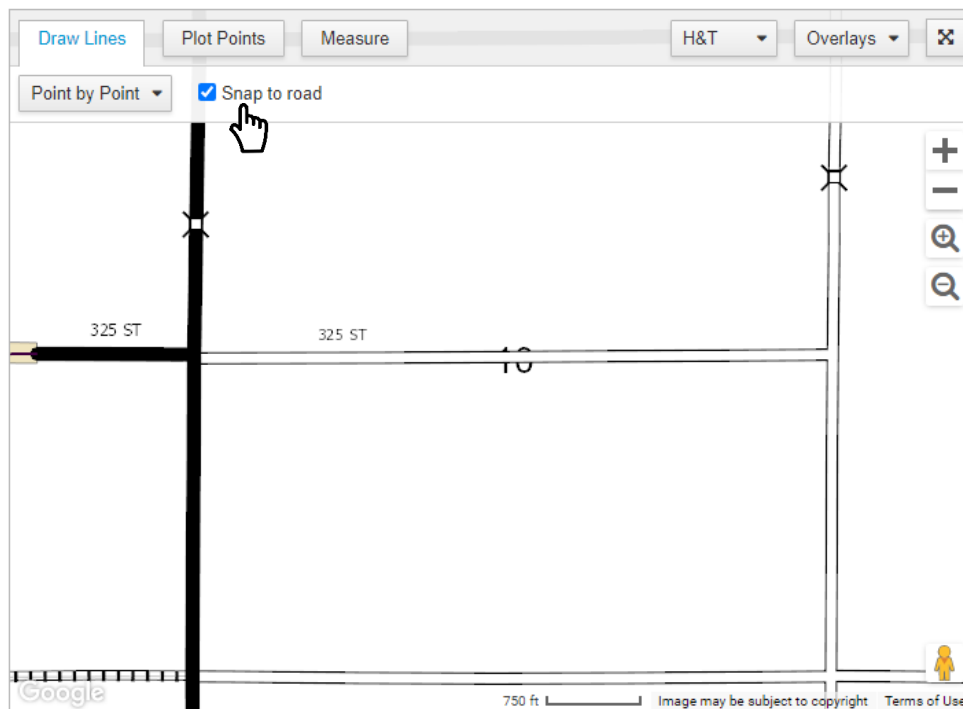 Draw Lines Plot Points Measure H&T Overlays
Point by Point Snap to road
325 ST 325 ST
10
Google 750 ft Image may be subject to copyright Terms of Use